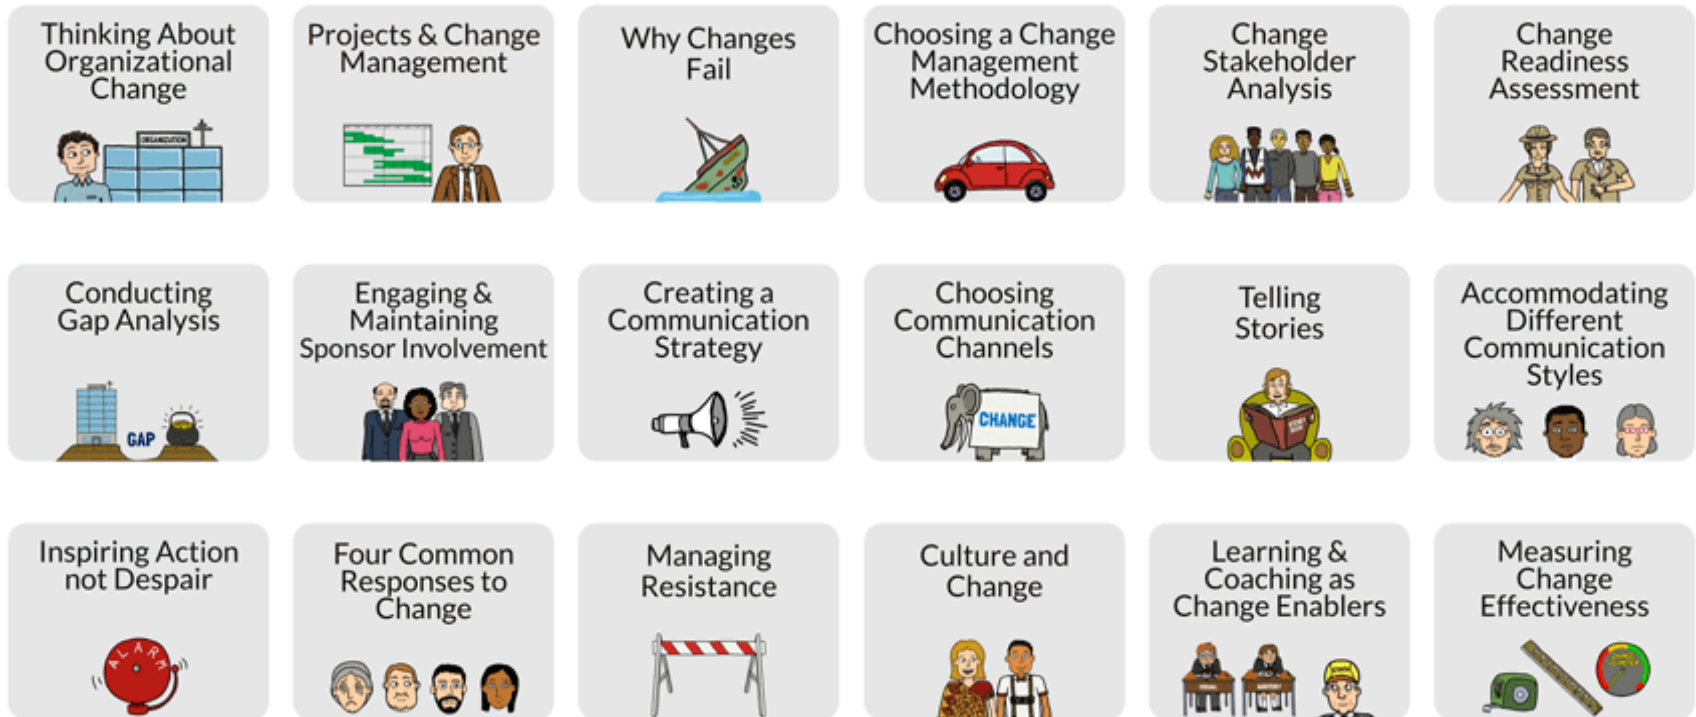 Thinking About
Organizational
Change
ORGANIZATION
Projects & Change
Management
Why Changes
Fail
Choosing a Change
Management
Methodology
Change
Stakeholder
Analysis
Change
Readiness
Assessment
Conducting
Gap Analysis
GAP
Engaging &
Maintaining
Sponsor Involvement
Creating a
Communication
Strategy
Choosing
Communication
Channels
CHANGE
Telling
Stories
Accommodating
Different
Communication
Styles
Inspiring Action
not Despair
ALARM
Four Common
Responses to
Change
Managing
Resistance
Culture and
Change
Learning &
Coaching as
Change Enablers
Measuring
Change
Effectiveness